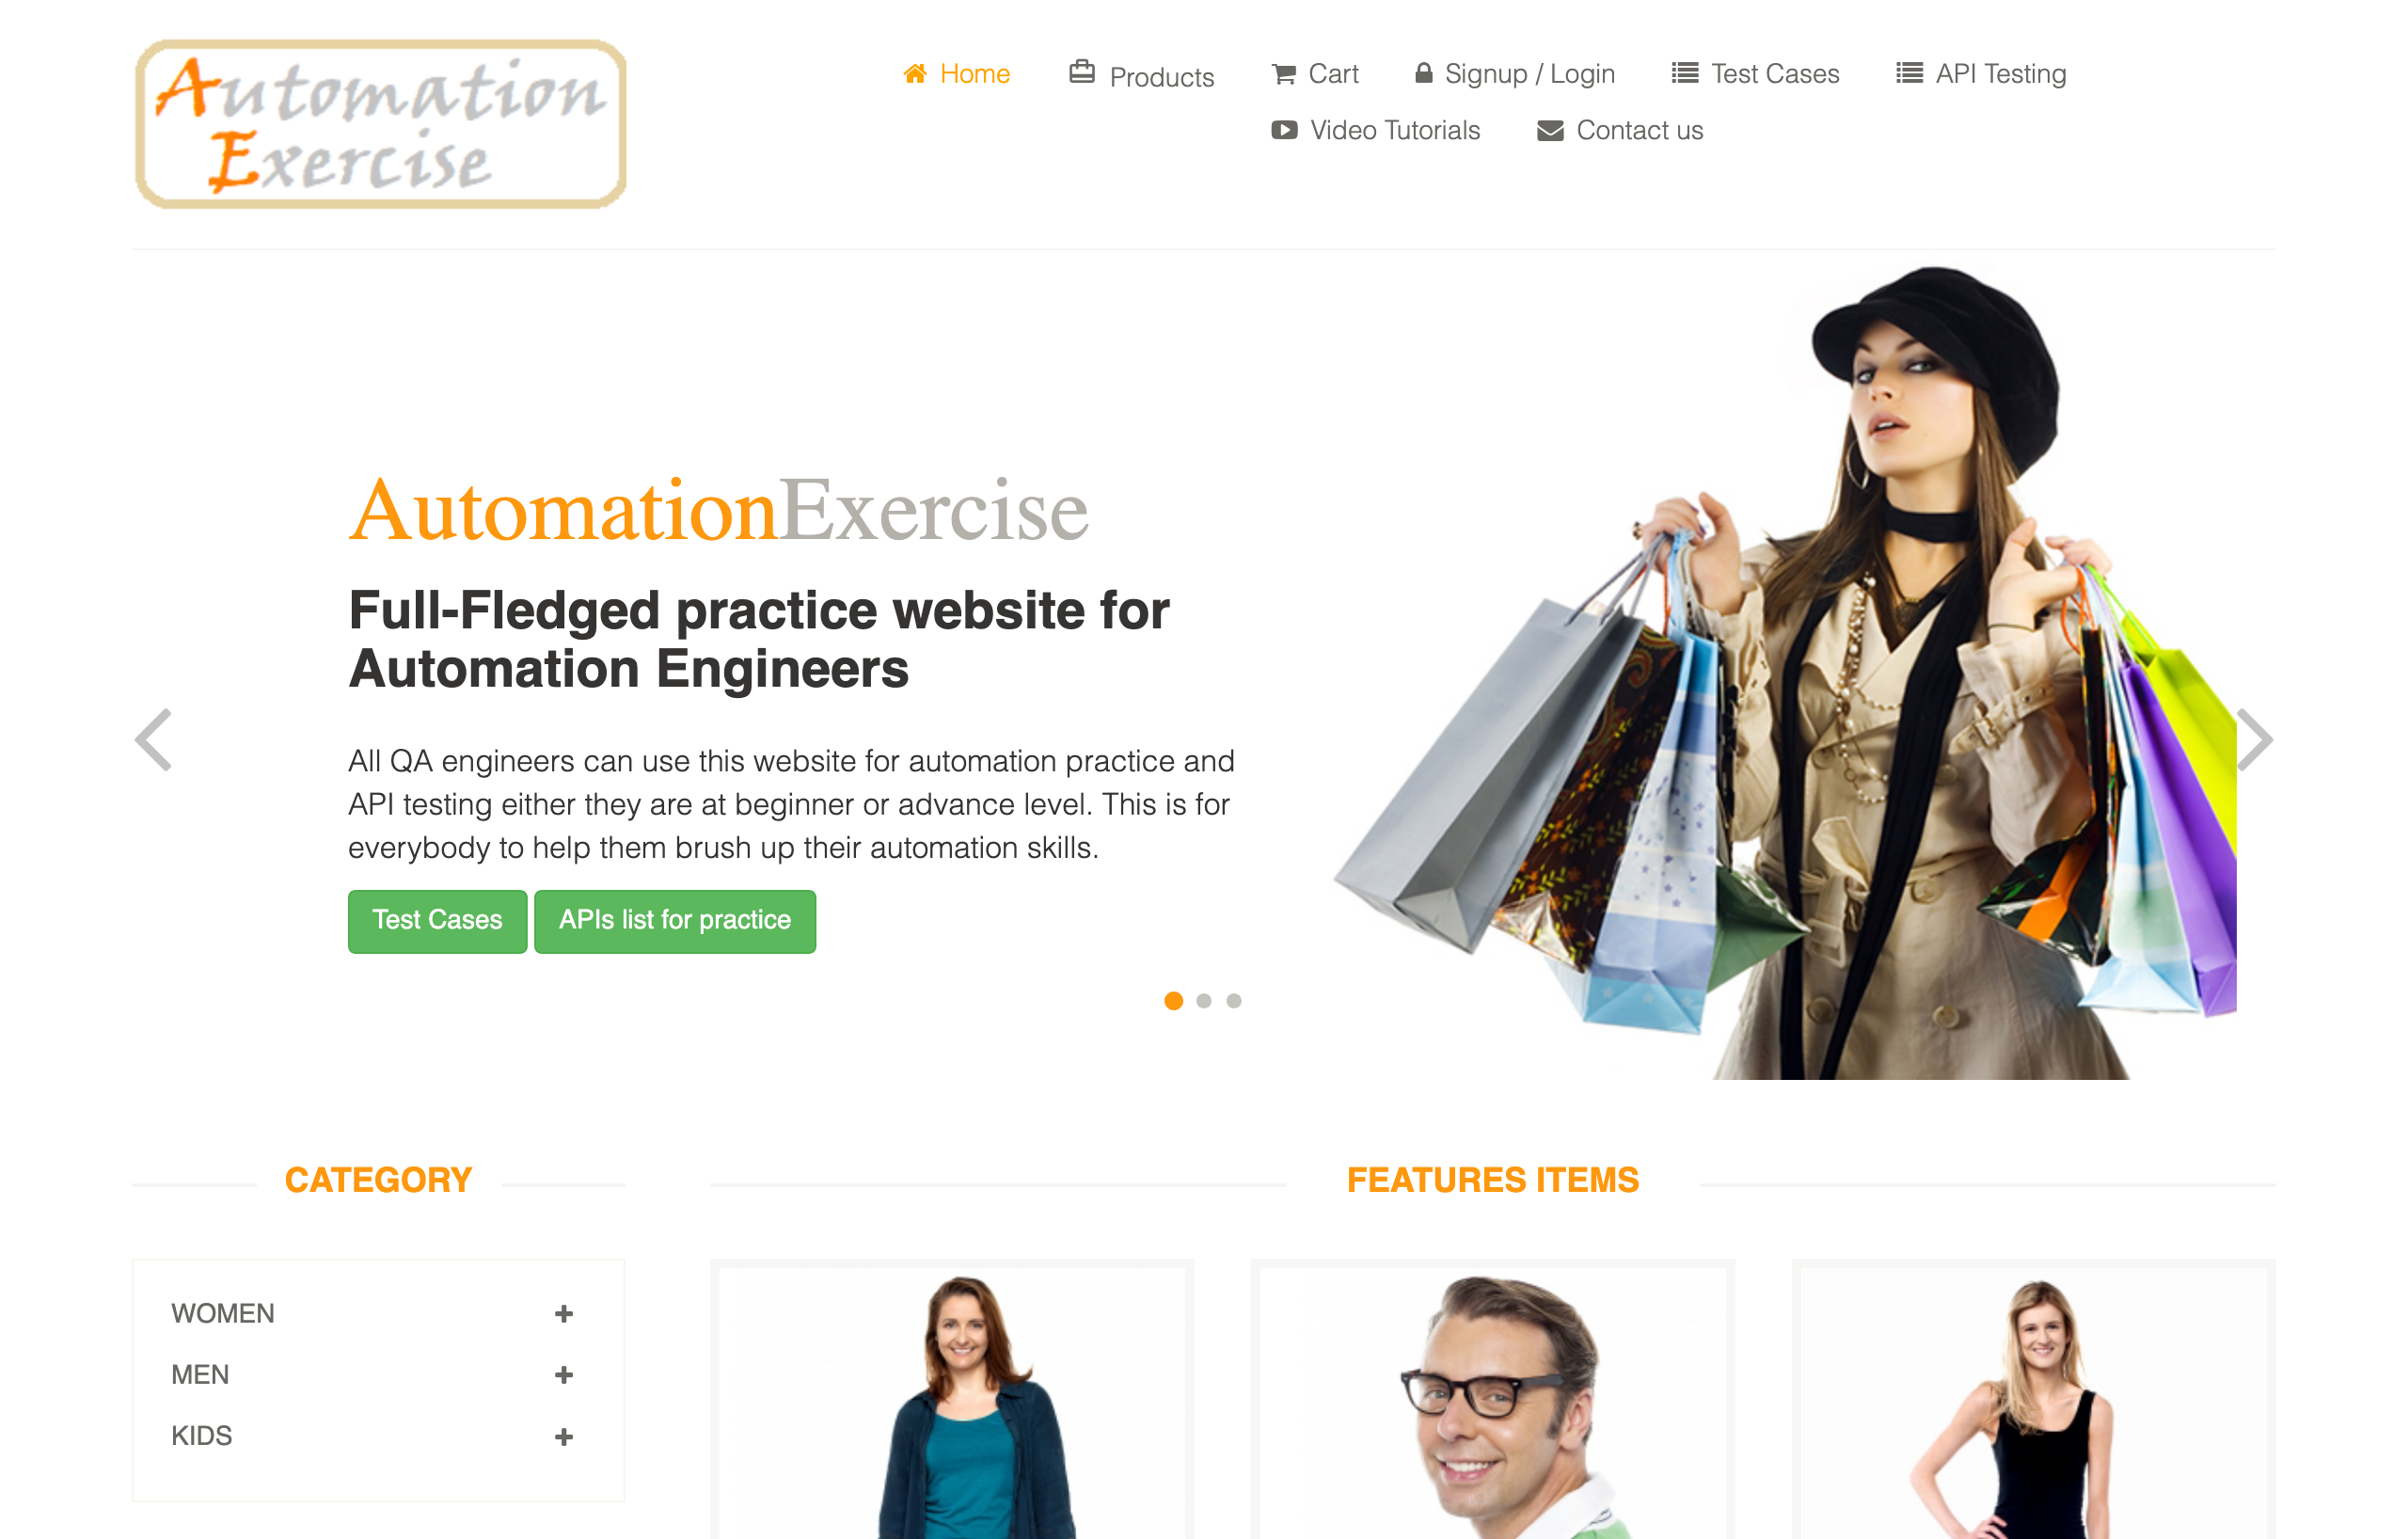 Automation
Exercise
Home Products Cart Signup / Login Test Cases API Testing
Video Tutorials Contact us
AutomationExercise
Full-Fledged practice website for
Automation Engineers
All QA engineers can use this website for automation practice and
API testing either they are at beginner or advance level. This is for
everybody to help them brush up their automation skills.
Test Cases APIs list for practice
CATEGORY
FEATURES ITEMS
WOMEN
MEN
KIDS